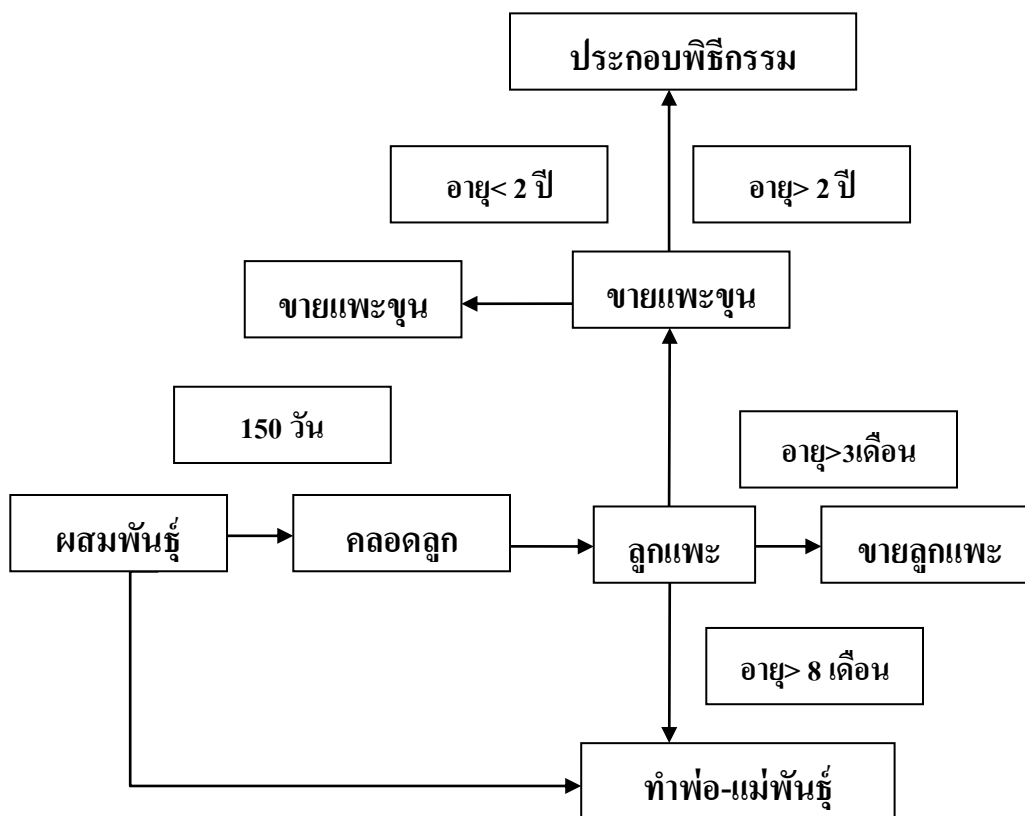 ประกอบพิธีกรรม
อายุ< 2 ปี
อายุ> 2 ปี
ขายแพะขุน
ขายแพะขุน
150 วัน
อายุ>3เดือน
ผสมพันธุ์
คลอดลูก
ลูกแพะ
ขายลูกแพะ
อายุ> 8 เดือน
ทำพ่อ-แม่พันธุ์